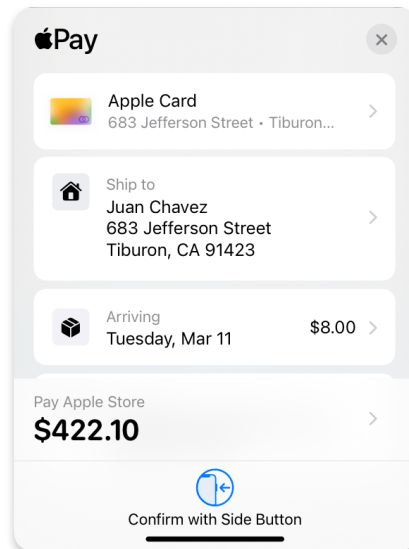 Pay
Apple Card
683 Jefferson Street • Tiburon...
Ship to
Juan Chavez
683 Jefferson Street
Tiburon, CA 91423
Arriving
Tuesday, Mar 11
$8.00
Pay Apple Store
$422.10
Confirm with Side Button